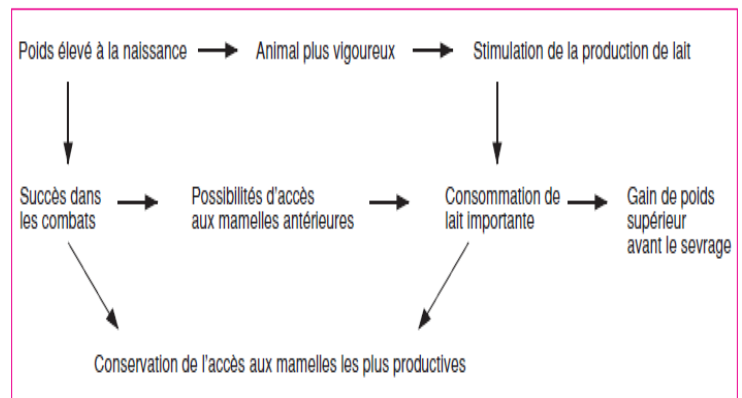 Poids élevé à la naissance
Animal plus vigoureux
Stimulation de la production de lait
Succès dans
les combats
Possibilités d'accès
aux mamelles antérieures
Consommation de
lait importante
Gain de poids
supérieur
avant le sevrage
Conservation de l'accès aux mamelles les plus productives